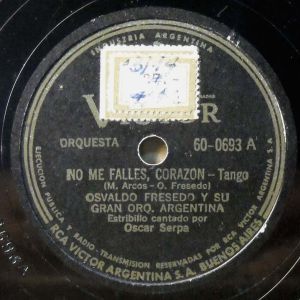 INDUSTRIA ARGENTINA
V TOR
ORQUESTA
60-0693 A
¡NO ME FALLES, CORAZON - Tango
(M. Arcos - O. Fresedo)
OSVALDO FRESEDO Y SU
GRAN ORQ. ARGENTINA
Estribillo cantado por
Oscar Serpa
EJECUCION PUBLICA Y RADIO-TRANSMISION RESERVADAS POR RCA VICTOR ARGENTINA
RCA VICTOR ARGENTINA S.A. BUENOS AIRES